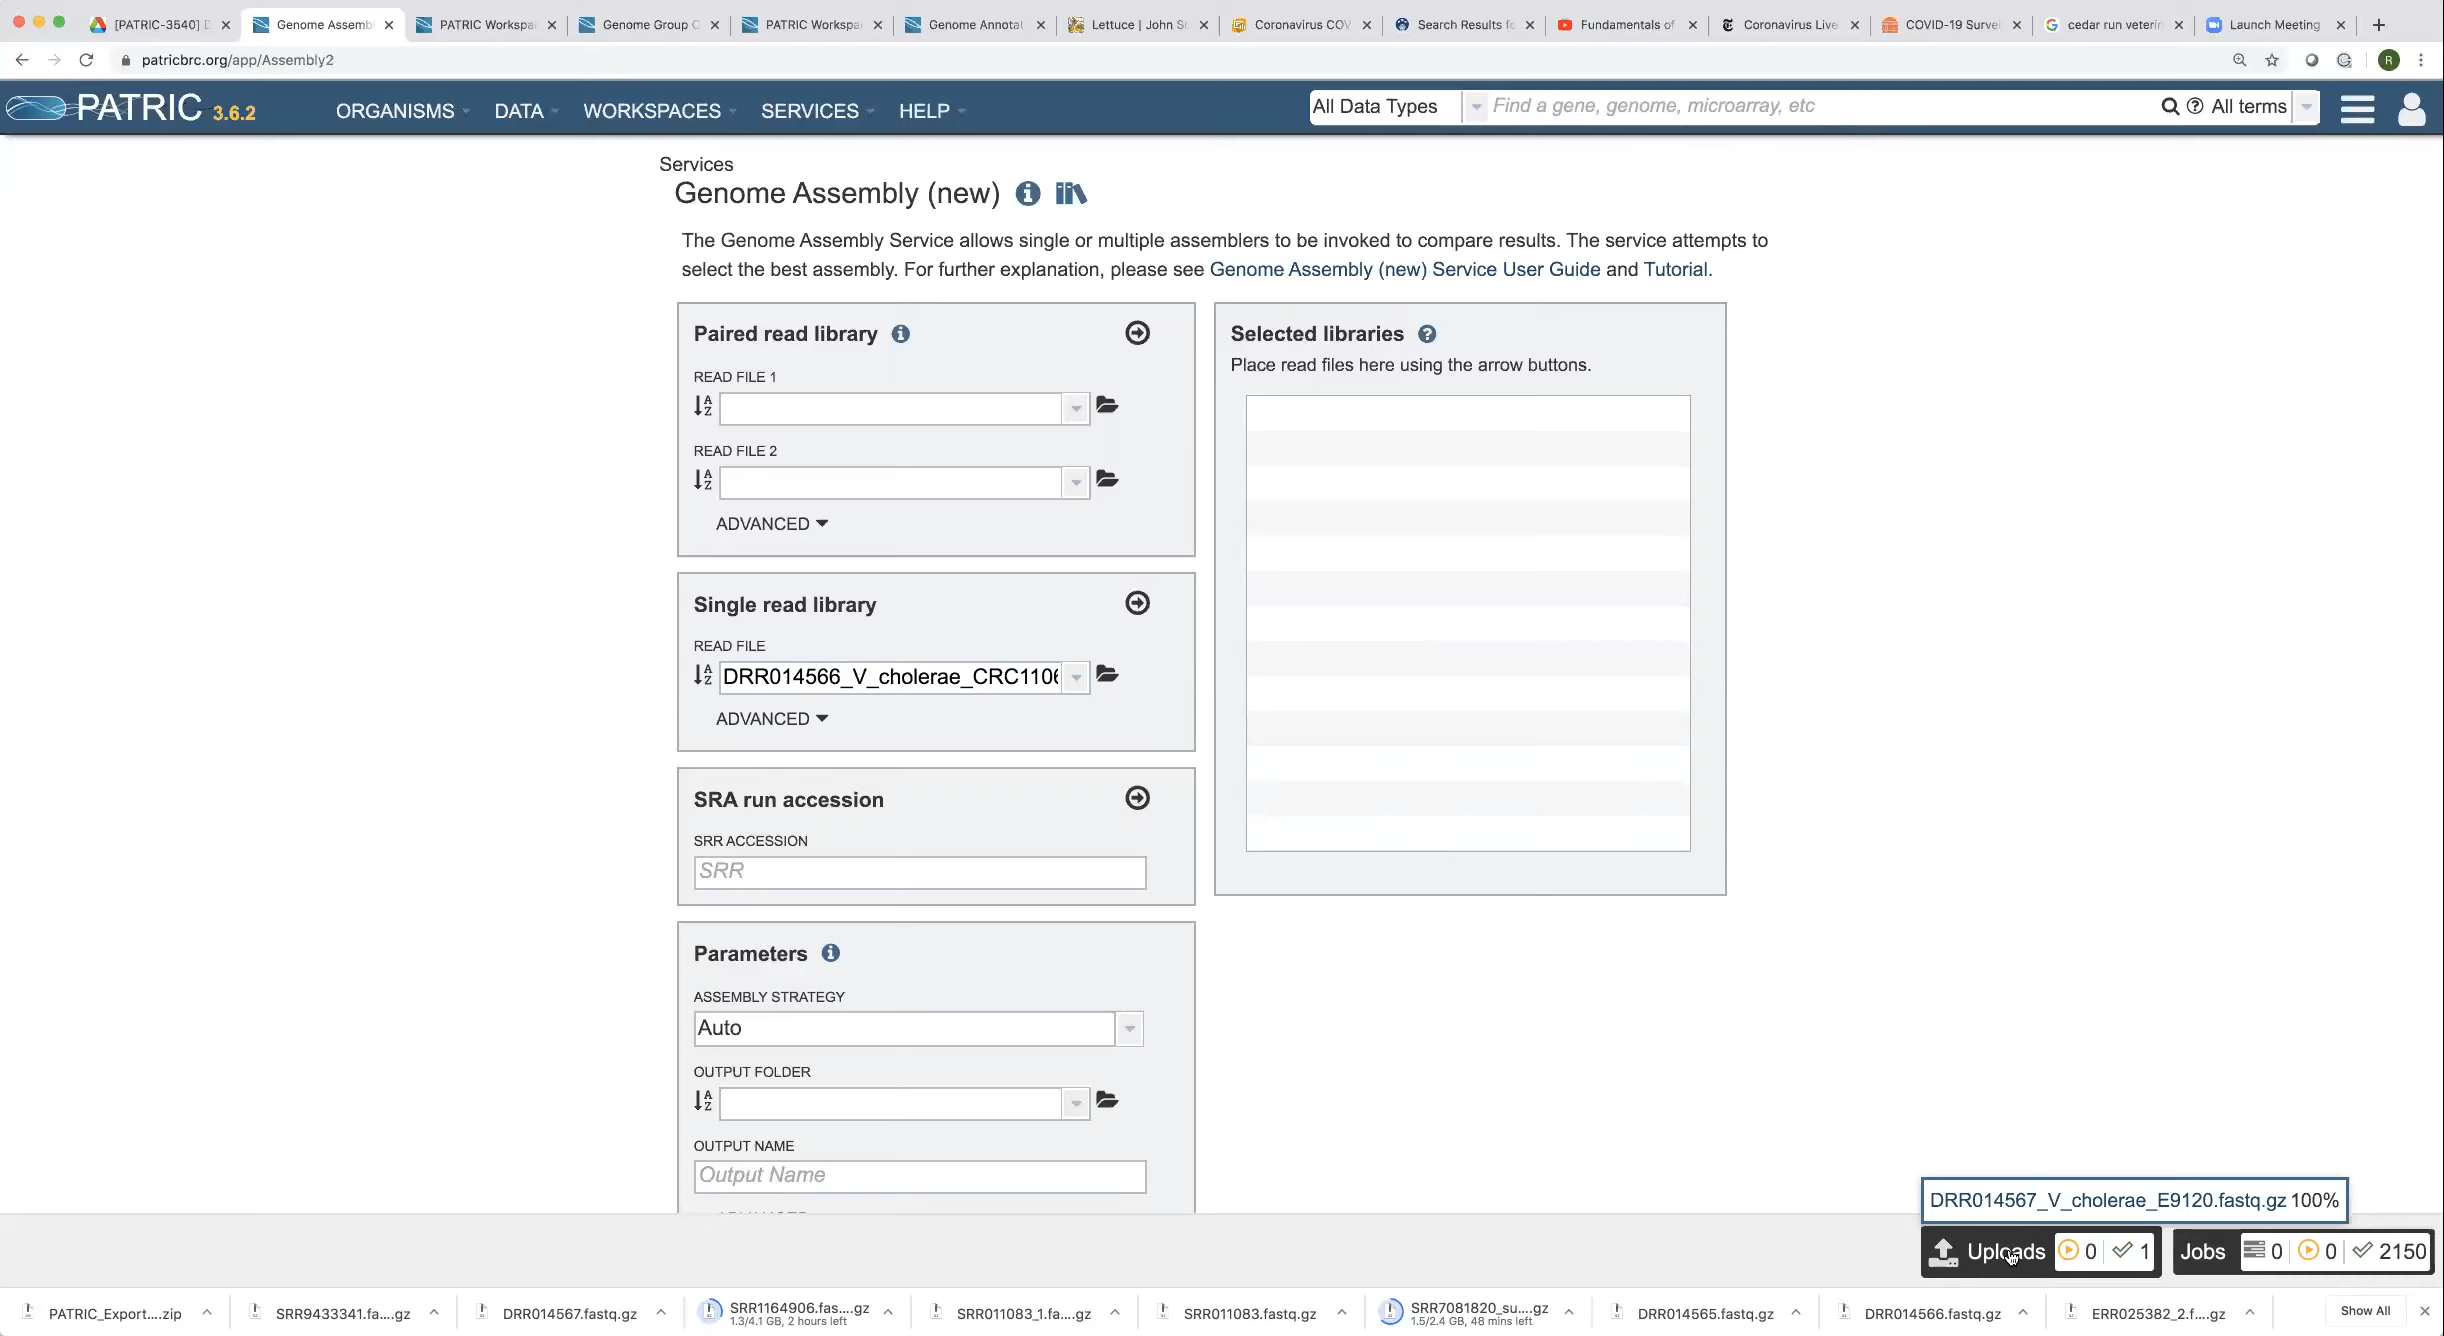 [PATRIC-3540] D
Genome Assembl
PATRIC Workspa
Genome Group C
PATRIC Workspa
Genome Annotat
Lettuce | John S
Coronavirus COV
Search Results fo
Fundamentals of
Coronavirus Live
COVID-19 Surve
cedar run veterin
Launch Meeting
patricbrc.org/app/Assembly2
R
PATRIC 3.6.2
ORGANISMS
DATA
WORKSPACES
SERVICES
HELP
All Data Types
Find a gene, genome, microarray, etc
All terms
Services
Genome Assembly (new)
The Genome Assembly Service allows single or multiple assemblers to be invoked to compare results. The service attempts to
select the best assembly. For further explanation, please see Genome Assembly (new) Service User Guide and Tutorial.
Paired read library
READ FILE 1
READ FILE 2
ADVANCED
Single read library
READ FILE
DRR014566_V_cholerae_CRC1106
ADVANCED
SRA run accession
SRR ACCESSION
SRR
Parameters
ASSEMBLY STRATEGY
Auto
OUTPUT FOLDER
OUTPUT NAME
Output Name
Selected libraries
Place read files here using the arrow buttons.
DRR014567_V_cholerae_E9120.fastq.gz 100%
Uploads 0 1
Jobs 0 0 2150
PATRIC_Export....zip
SRR9433341.fa....gz
DRR014567.fastq.gz
SRR1164906.fas....gz
1.3/4.1 GB, 2 hours left
SRR011083_1.fa....gz
SRR011083.fastq.gz
SRR7081820_su....gz
1.5/2.4 GB, 48 mins left
DRR014565.fastq.gz
DRR014566.fastq.gz
ERR025382_2.f....gz
Show All